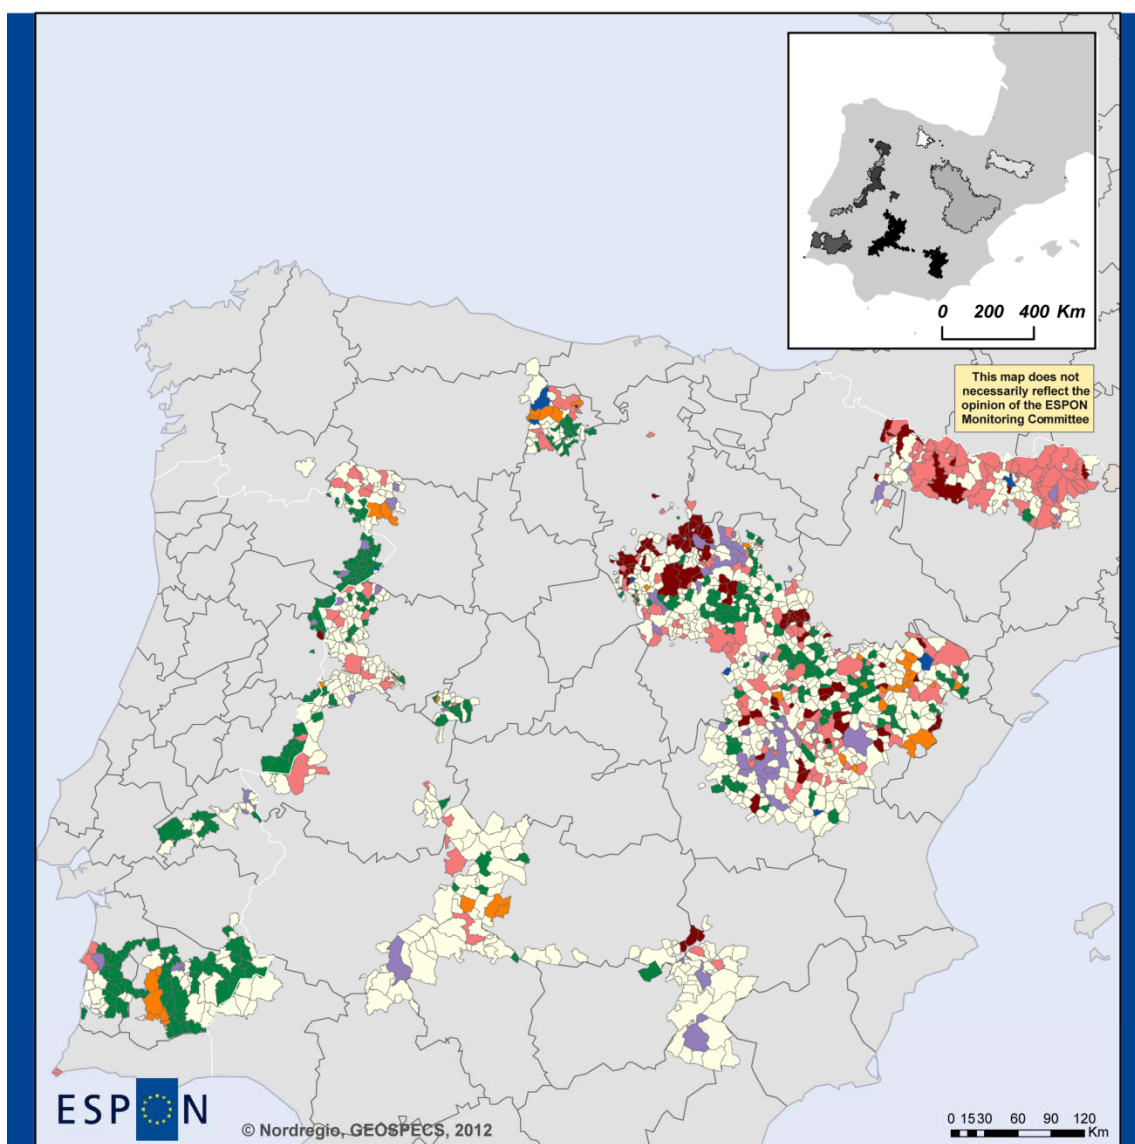 0 200 400 Km
This map does not
necessarily reflect the
opinion of the ESPON
Monitoring Committee
ESPON
© Nordregio, GEOSPECS, 2012
0 15 30 60 90 120
Km